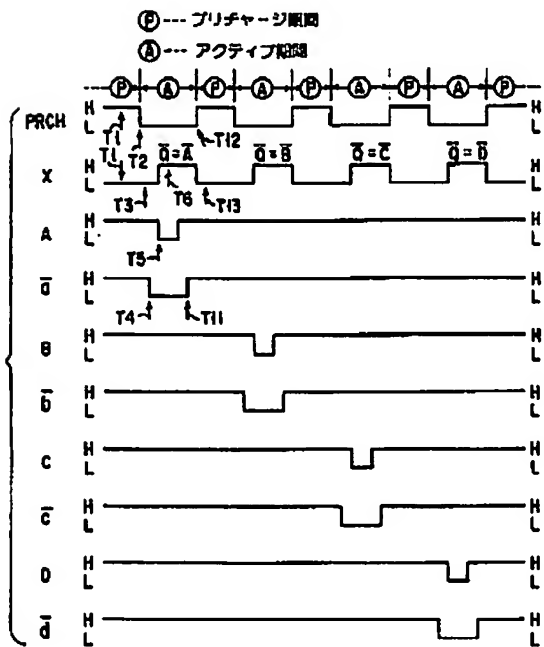 Ⓟ--- プリチャージ期間
Ⓐ--- アクティブ期間
Ⓟ Ⓐ Ⓟ Ⓐ Ⓟ Ⓐ Ⓟ Ⓐ Ⓟ
PRCH H L T1 T2 T12 H L
X H L T1 Q̅=A̅ Q̅=B̅ Q̅=C̅ Q̅=D̅ H L
T3 T6 T13
A H L T5 H L
a̅ H L T4 T11 H L
B H L H L
b̅ H L H L
C H L H L
c̅ H L H L
D H L H L
d̅ H L H L